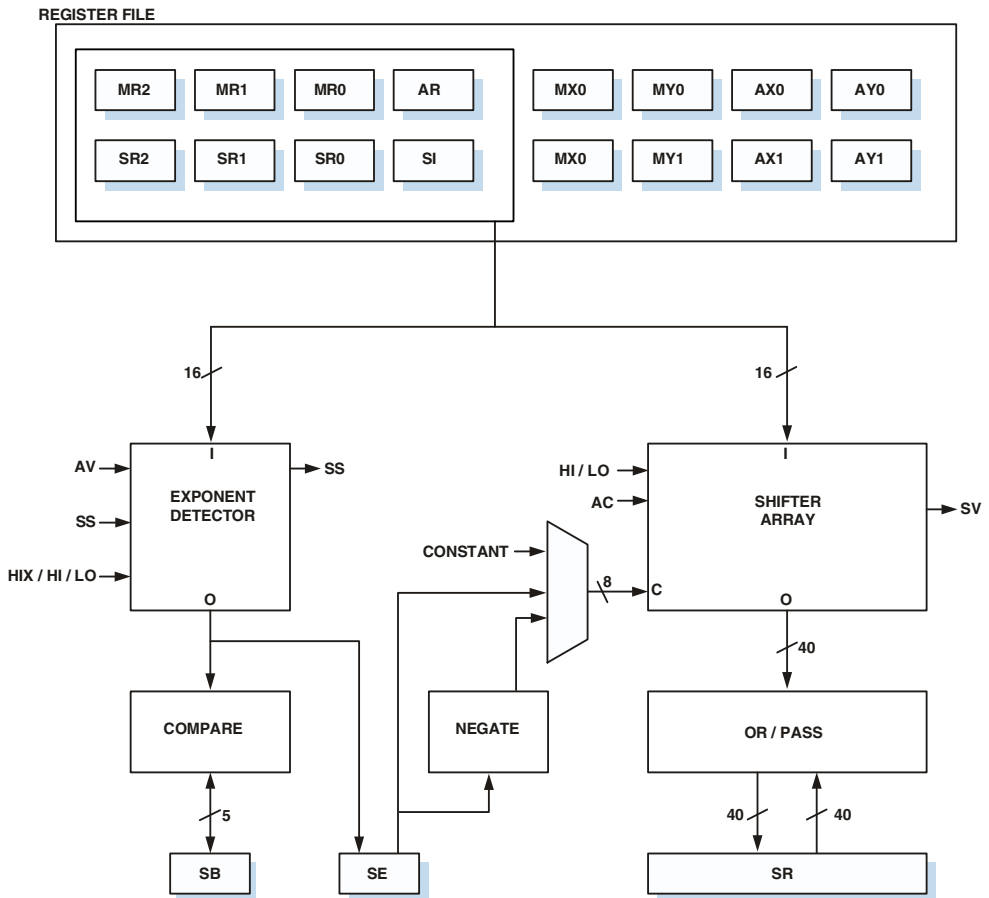 REGISTER FILE
MR2 MR1 MR0 AR MX0 MY0 AX0 AY0
SR2 SR1 SR0 SI MX0 MY1 AX1 AY1
16 16
I I
AV SS HI / LO
EXPONENT DETECTOR
SHIFTER ARRAY
AC SV
SS
CONSTANT
HIX / HI / LO 8 C
O O
40
COMPARE NEGATE OR / PASS
5 40 40
SB SE SR